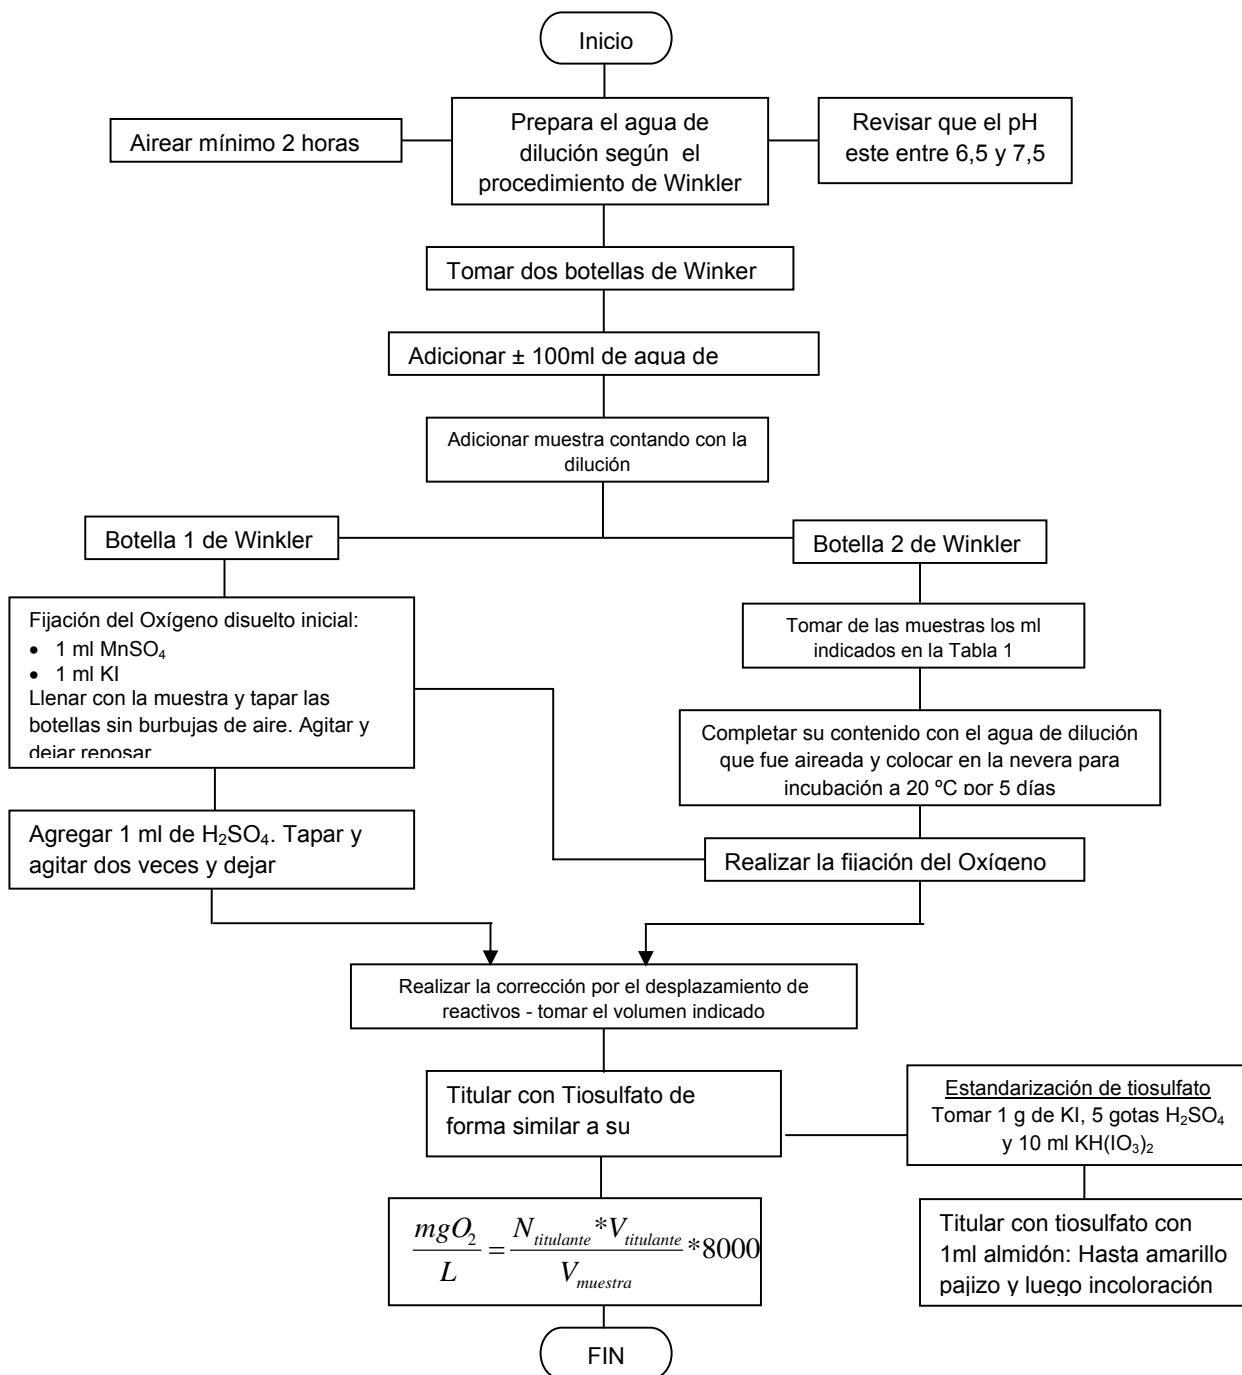 Inicio
Airear mínimo 2 horas
Prepara el agua de
dilución según el
procedimiento de Winkler
Revisar que el pH
este entre 6,5 y 7,5
Tomar dos botellas de Winker
Adicionar ± 100ml de agua de
Adicionar muestra contando con la
dilución
Botella 1 de Winkler
Botella 2 de Winkler
Fijación del Oxígeno disuelto inicial:
• 1 ml MnSO₄
• 1 ml KI
Llenar con la muestra y tapar las
botellas sin burbujas de aire. Agitar y
dejar reposar
Tomar de las muestras los ml
indicados en la Tabla 1
Completar su contenido con el agua de dilución
que fue aireada y colocar en la nevera para
incubación a 20 ºC por 5 días
Agregar 1 ml de H₂SO₄. Tapar y
agitar dos veces y dejar
Realizar la fijación del Oxígeno
Realizar la corrección por el desplazamiento de
reactivos - tomar el volumen indicado
Titular con Tiosulfato de
forma similar a su
Estandarización de tiosulfato
Tomar 1 g de KI, 5 gotas H₂SO₄
y 10 ml KH(IO₃)₂
Titular con tiosulfato con
1ml almidón: Hasta amarillo
pajizo y luego incoloración
mgO₂/L = N titulante * V titulante / V muestra * 8000
FIN